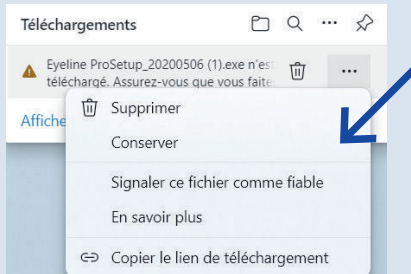 Téléchargements
Eyeline ProSetup_20200506 (1).exe n'es
téléchargé. Assurez-vous que vous faite
Affiche
Supprimer
Conserver
Signaler ce fichier comme fiable
En savoir plus
Copier le lien de téléchargement